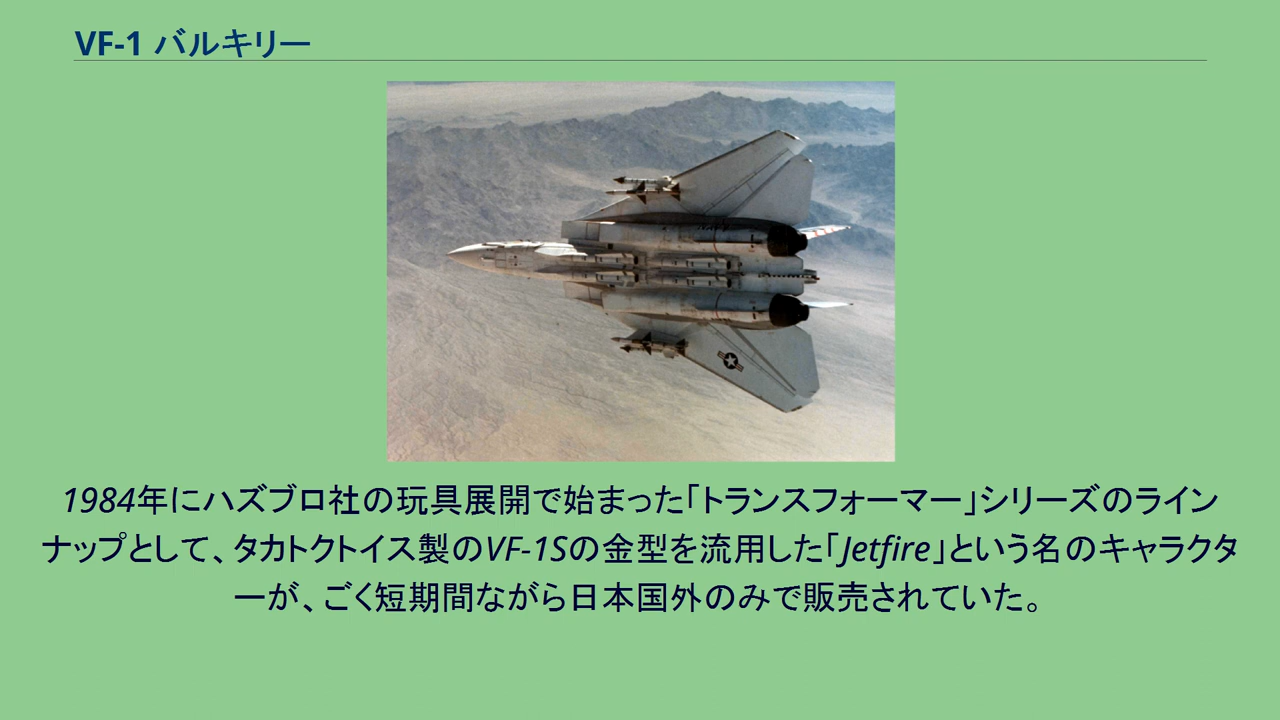 VF-1 バルキリー
1984年にハズブロ社の玩具展開で始まった「トランスフォーマー」シリーズのライン
ナップとして、タカトクトイス製のVF-1Sの金型を流用した「Jetfire」という名のキャラクタ
ーが、ごく短期間ながら日本国外のみで販売されていた。